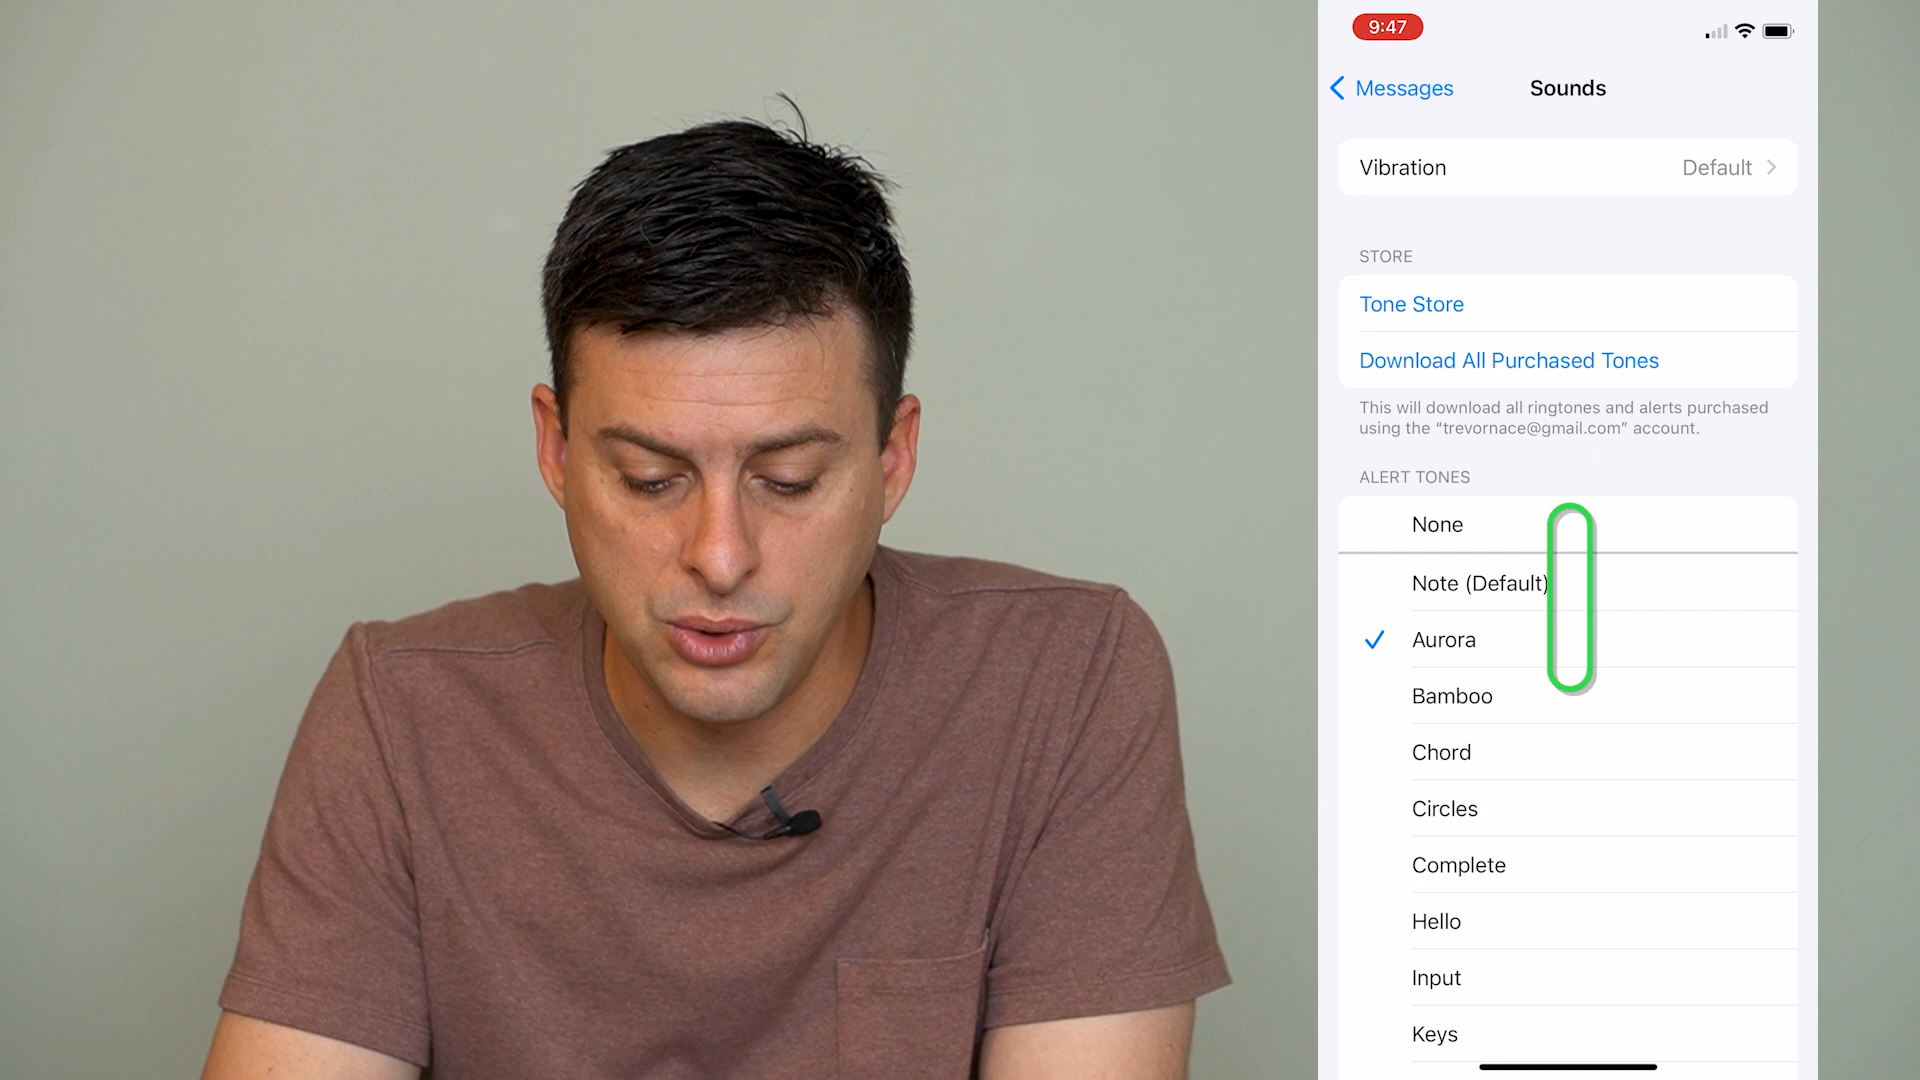 9:47
Messages
Sounds
Vibration
Default
STORE
Tone Store
Download All Purchased Tones
This will download all ringtones and alerts purchased
using the “trevornace@gmail.com” account.
ALERT TONES
None
Note (Default)
Aurora
Bamboo
Chord
Circles
Complete
Hello
Input
Keys